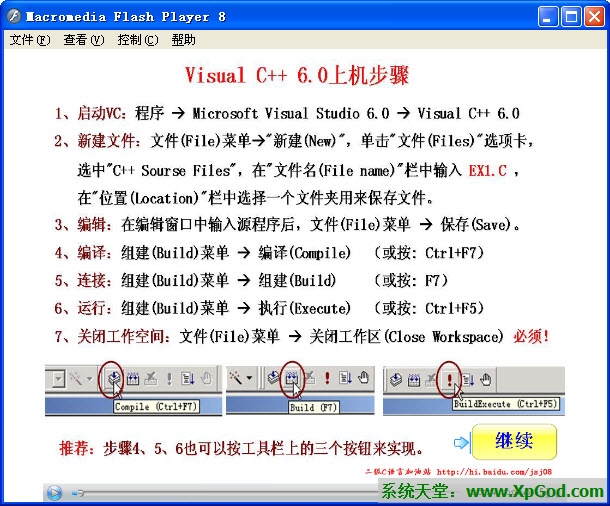 Macromedia Flash Player 8
文件(F) 查看(V) 控制(C) 帮助
Visual C++ 6.0上机步骤
1、启动VC: 程序 → Microsoft Visual Studio 6.0 → Visual C++ 6.0
2、新建文件: 文件(File)菜单→"新建(New)", 单击"文件(Files)"选项卡,
选中"C++ Sourse Files", 在"文件名(File name)"栏中输入 EX1.C ,
在"位置(Location)"栏中选择一个文件夹用来保存文件。
3、编辑: 在编辑窗口中输入源程序后, 文件(File)菜单 → 保存(Save)。
4、编译: 组建(Build)菜单 → 编译(Compile) (或按: Ctrl+F7)
5、连接: 组建(Build)菜单 → 组建(Build) (或按: F7)
6、运行: 组建(Build)菜单 → 执行(Execute) (或按: Ctrl+F5)
7、关闭工作空间: 文件(File)菜单 → 关闭工作区(Close Workspace) 必须!
Compile (Ctrl+F7)
Build (F7)
BuildExecute (Ctrl+F5)
推荐: 步骤4、5、6也可以按工具栏上的三个按钮来实现。
继续
二级C语言加油站 http://hi.baidu.com/jsj08
系统天堂: www.XpGod.com